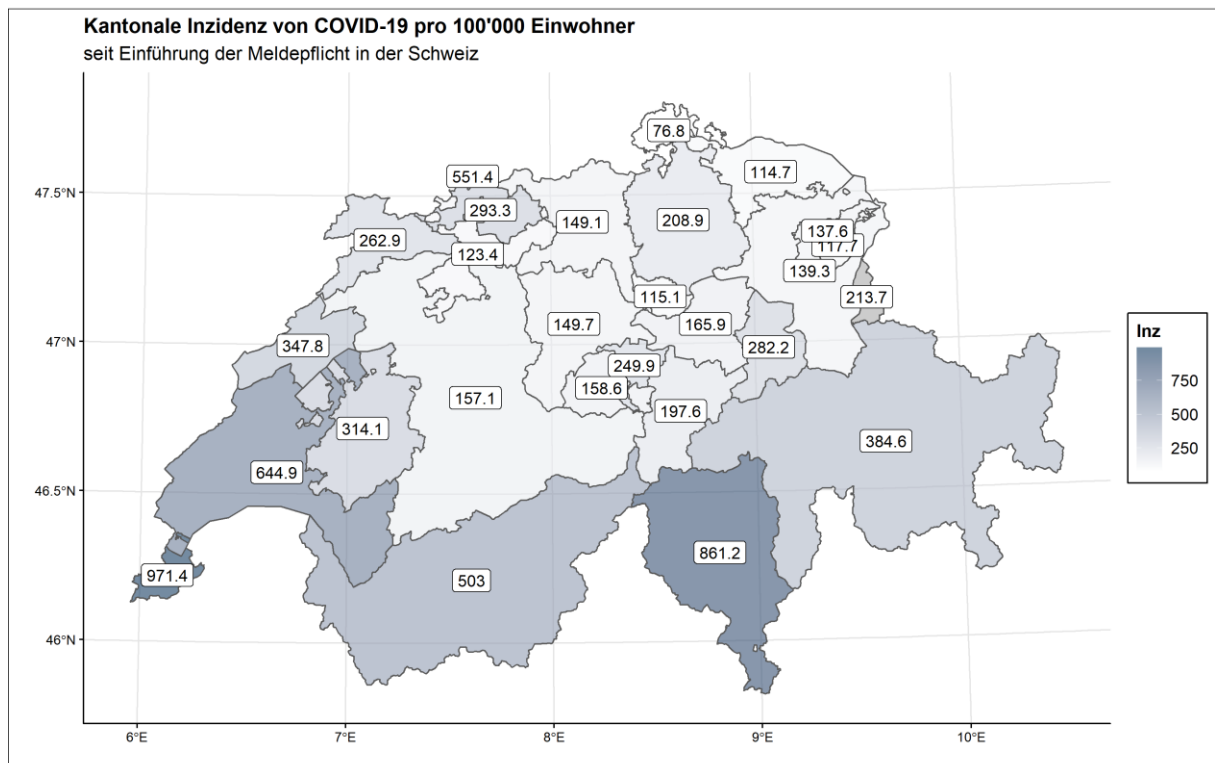 Kantonale Inzidenz von COVID-19 pro 100'000 Einwohner
seit Einführung der Meldepflicht in der Schweiz
76.8
551.4
114.7
47.5°N
293.3
149.1
208.9
137.6
262.9
117.7
123.4
139.3
115.1
213.7
149.7
165.9
47°N
347.8
282.2
249.9
158.6
157.1
197.6
314.1
384.6
644.9
46.5°N
861.2
971.4
503
46°N
6°E
7°E
8°E
9°E
10°E
Inz
750
500
250